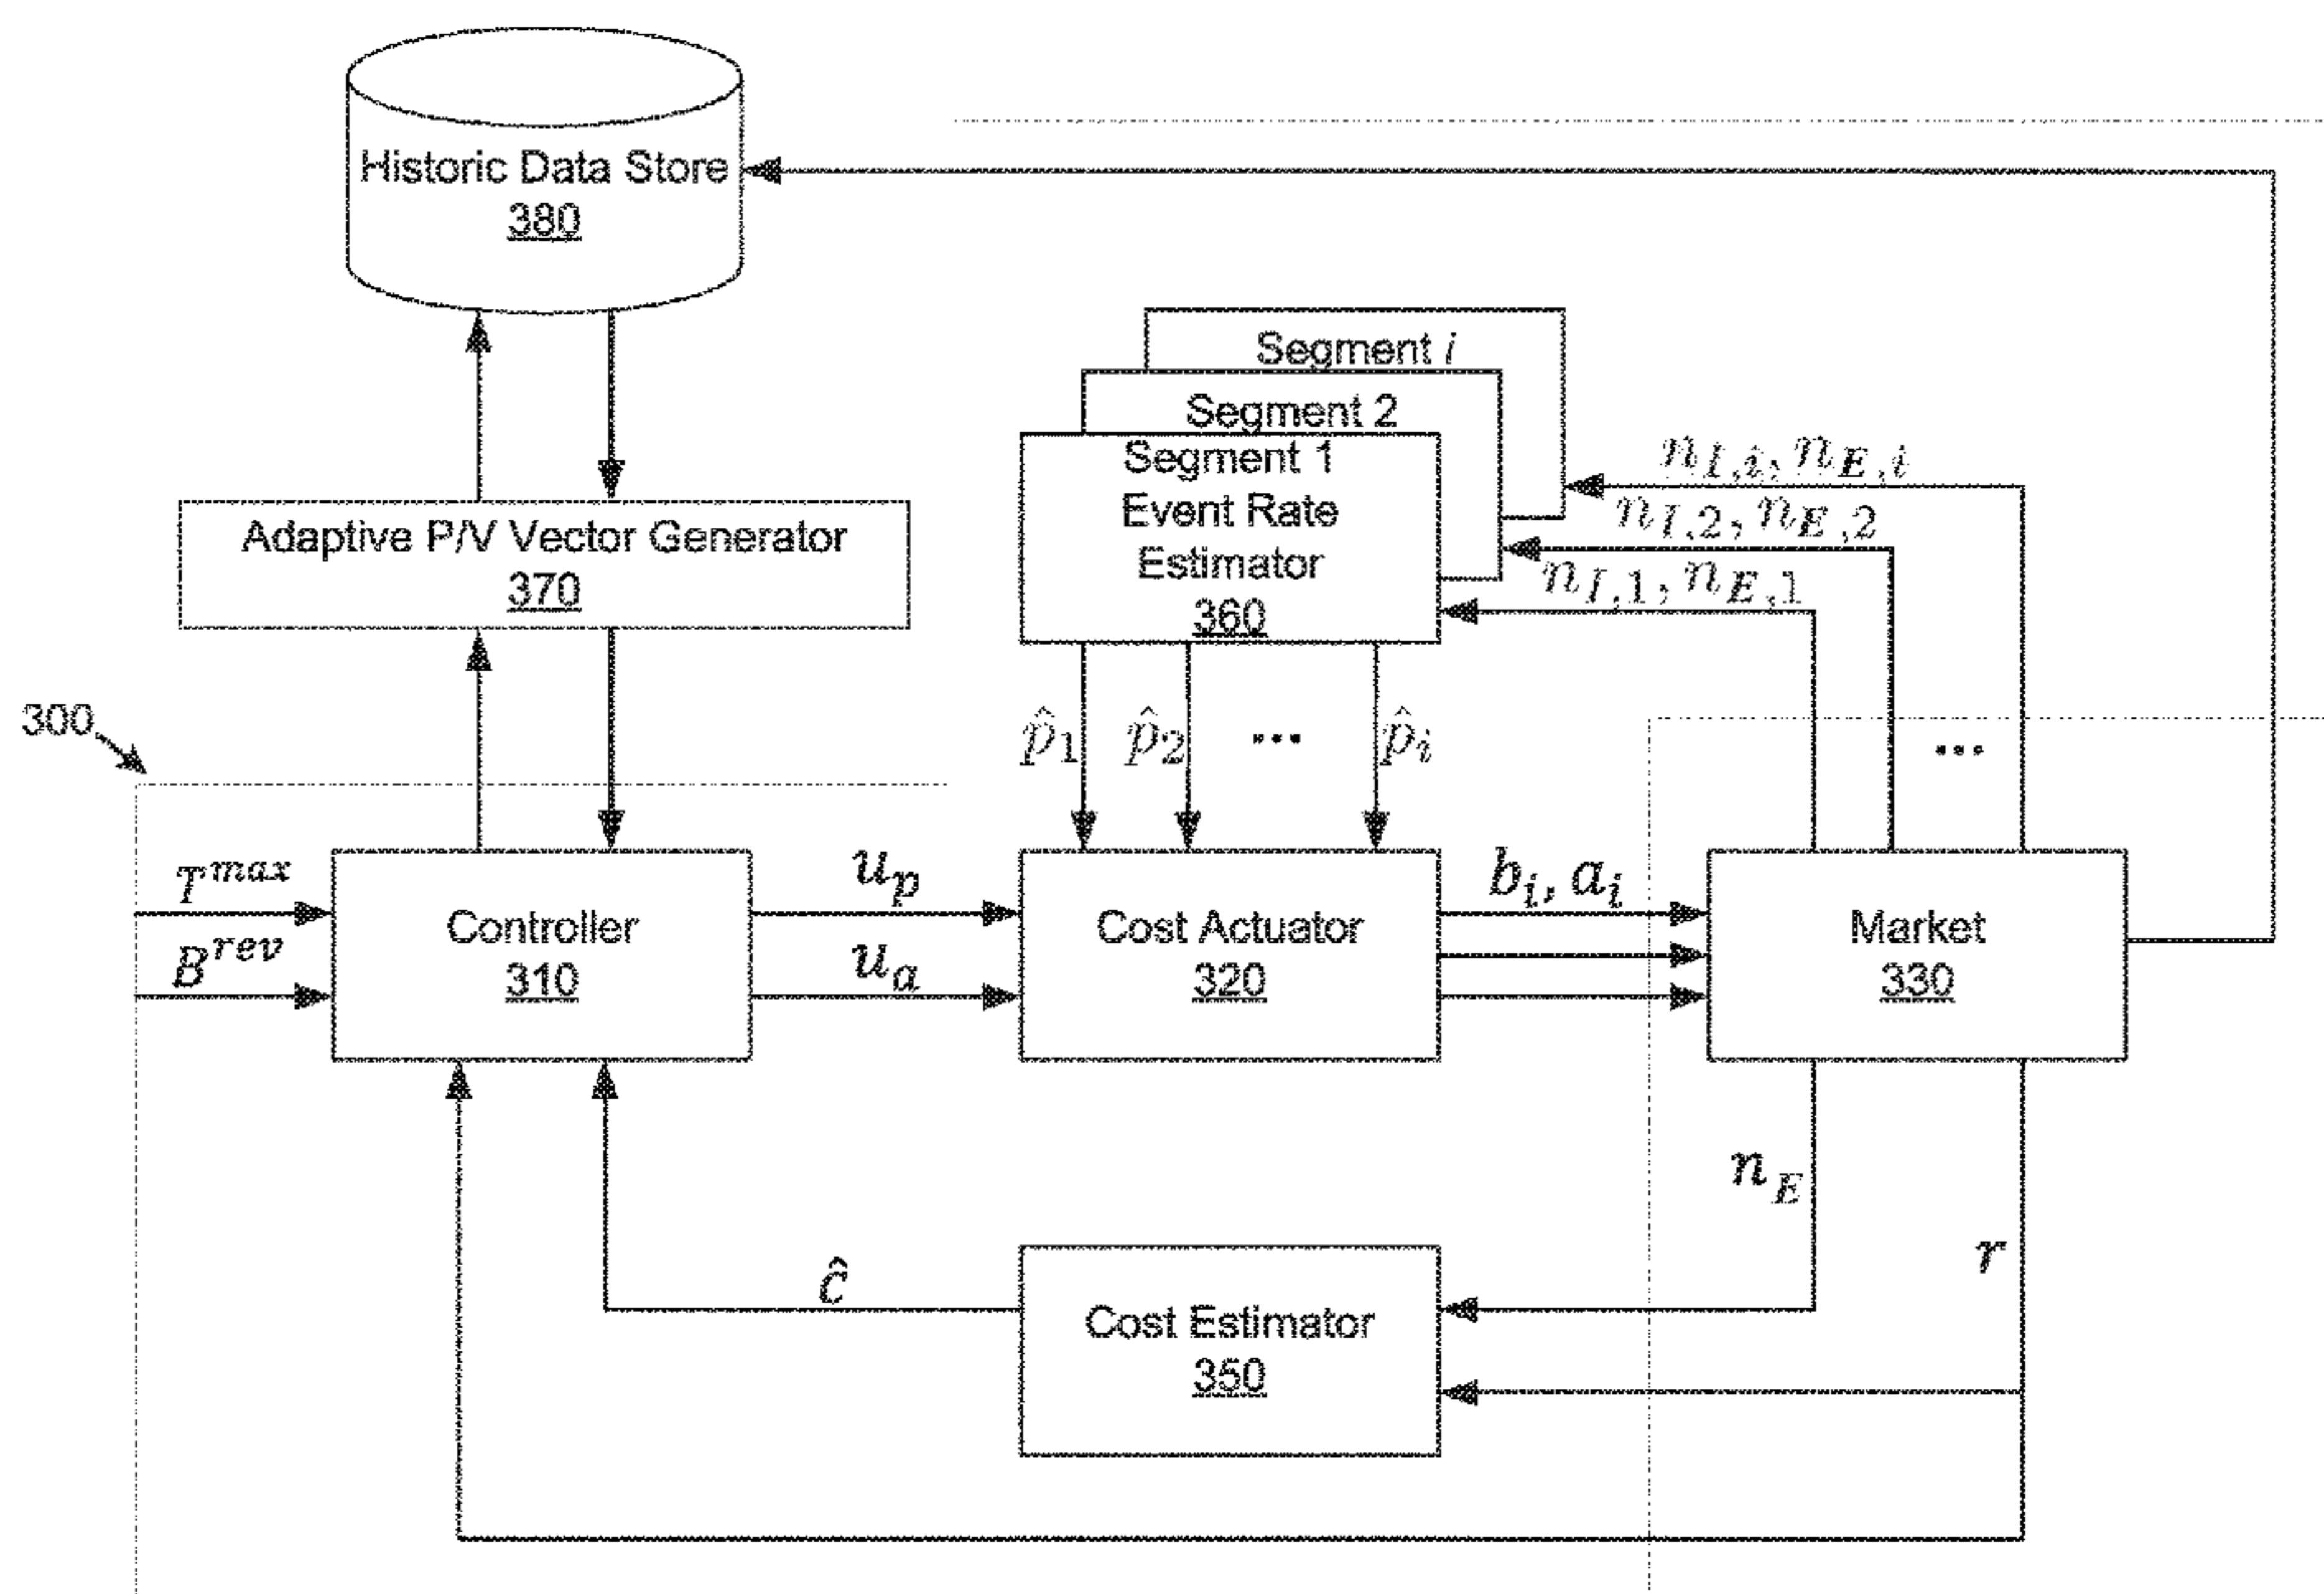 Historic Data Store
380
Segment i
Segment 2
Segment 1
Event Rate
Estimator
360
n_{I,i}, n_{E,i}
n_{I,2}, n_{E,2}
n_{I,1}, n_{E,1}
Adaptive P/V Vector Generator
370
300
p̂_1
p̂_2
...
p̂_i
...
T^{max}
B^{rev}
Controller
310
u_p
u_a
Cost Actuator
320
b_i, a_i
Market
330
n_E
r
ĉ
Cost Estimator
350